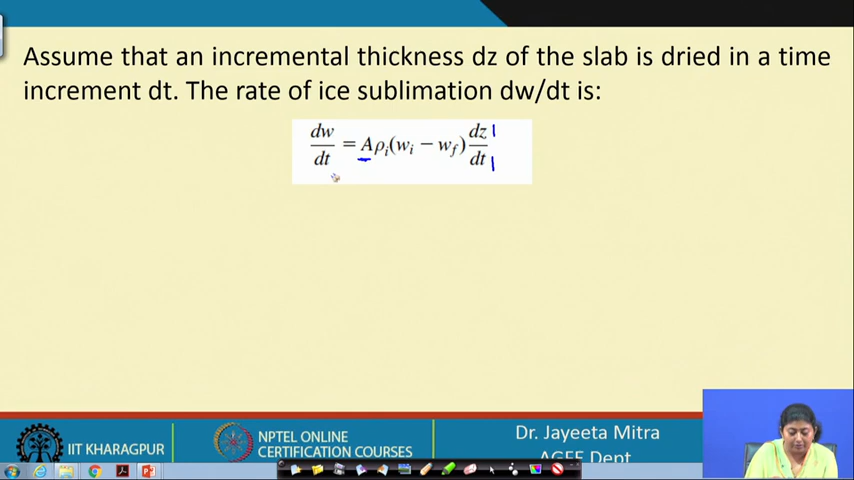 Assume that an incremental thickness dz of the slab is dried in a time
increment dt. The rate of ice sublimation dw/dt is:
dw/dt = Aρᵢ(wᵢ − w_f) dz/dt
IIT KHARAGPUR
NPTEL ONLINE
CERTIFICATION COURSES
Dr. Jayeeta Mitra
AGFE Dept.